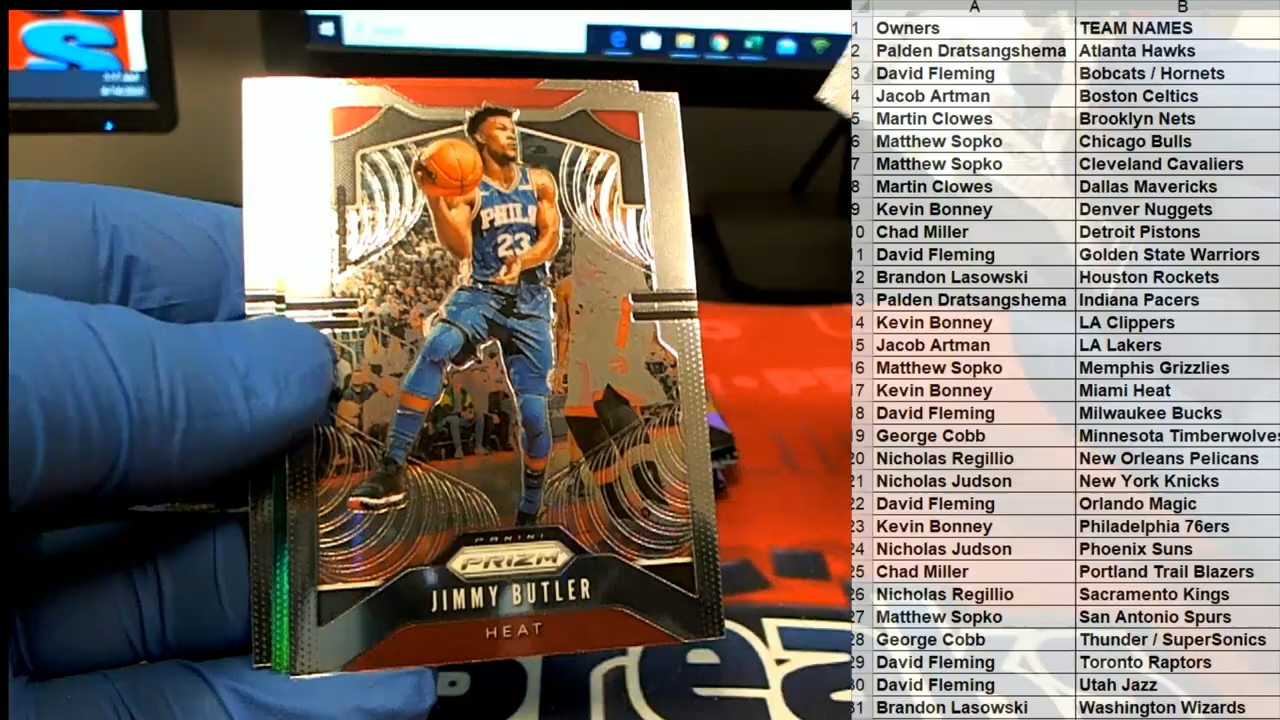 PHILA
23
PANINI
PRIZM
JIMMY BUTLER
HEAT
A B
1 Owners TEAM NAMES
2 Palden Dratsangshema Atlanta Hawks
3 David Fleming Bobcats / Hornets
4 Jacob Artman Boston Celtics
5 Martin Clowes Brooklyn Nets
6 Matthew Sopko Chicago Bulls
7 Matthew Sopko Cleveland Cavaliers
8 Martin Clowes Dallas Mavericks
9 Kevin Bonney Denver Nuggets
10 Chad Miller Detroit Pistons
11 David Fleming Golden State Warriors
12 Brandon Lasowski Houston Rockets
13 Palden Dratsangshema Indiana Pacers
14 Kevin Bonney LA Clippers
15 Jacob Artman LA Lakers
16 Matthew Sopko Memphis Grizzlies
17 Kevin Bonney Miami Heat
18 David Fleming Milwaukee Bucks
19 George Cobb Minnesota Timberwolves
20 Nicholas Regillio New Orleans Pelicans
21 Nicholas Judson New York Knicks
22 David Fleming Orlando Magic
23 Kevin Bonney Philadelphia 76ers
24 Nicholas Judson Phoenix Suns
25 Chad Miller Portland Trail Blazers
26 Nicholas Regillio Sacramento Kings
27 Matthew Sopko San Antonio Spurs
28 George Cobb Thunder / SuperSonics
29 David Fleming Toronto Raptors
30 David Fleming Utah Jazz
31 Brandon Lasowski Washington Wizards